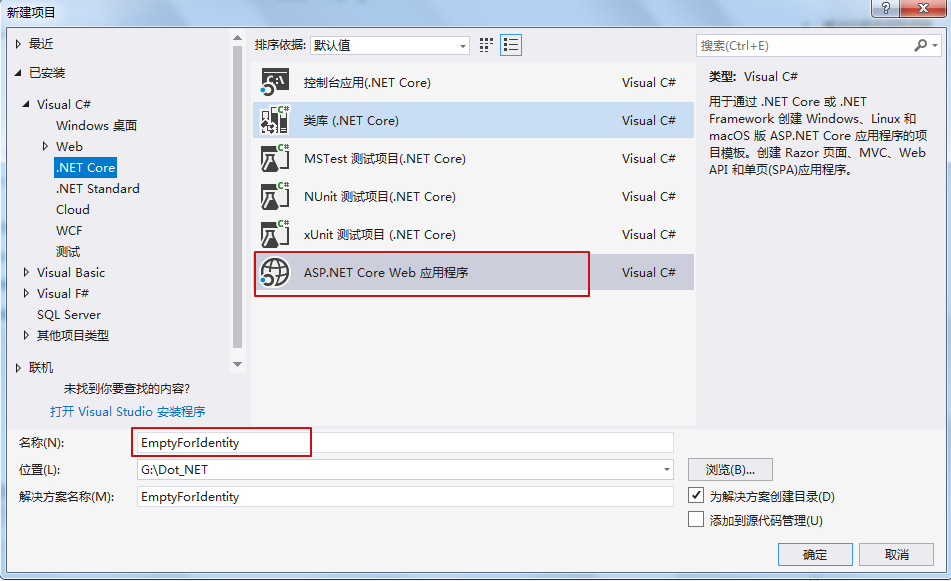 新建项目
最近
已安装
Visual C#
Windows 桌面
Web
.NET Core
.NET Standard
Cloud
WCF
测试
Visual Basic
Visual F#
SQL Server
其他项目类型
联机
未找到你要查找的内容?
打开 Visual Studio 安装程序
排序依据: 默认值
控制台应用(.NET Core) Visual C#
类库 (.NET Core) Visual C#
MSTest 测试项目(.NET Core) Visual C#
NUnit 测试项目(.NET Core) Visual C#
xUnit 测试项目 (.NET Core) Visual C#
ASP.NET Core Web 应用程序 Visual C#
搜索(Ctrl+E)
类型: Visual C#
用于通过 .NET Core 或 .NET
Framework 创建 Windows、Linux 和
macOS 版 ASP.NET Core 应用程序的项
目模板。创建 Razor 页面、MVC、Web
API 和单页(SPA)应用程序。
名称(N): EmptyForIdentity
位置(L): G:\Dot_NET 浏览(B)...
解决方案名称(M): EmptyForIdentity
为解决方案创建目录(D)
添加到源代码管理(U)
确定 取消